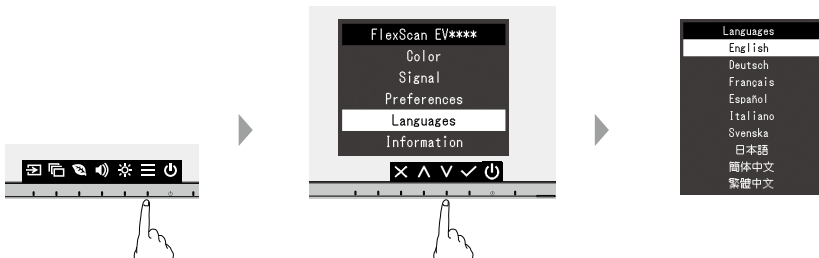 FlexScan EV****
Color
Signal
Preferences
Languages
Information
Languages
English
Deutsch
Français
Español
Italiano
Svenska
日本語
簡体中文
繁體中文